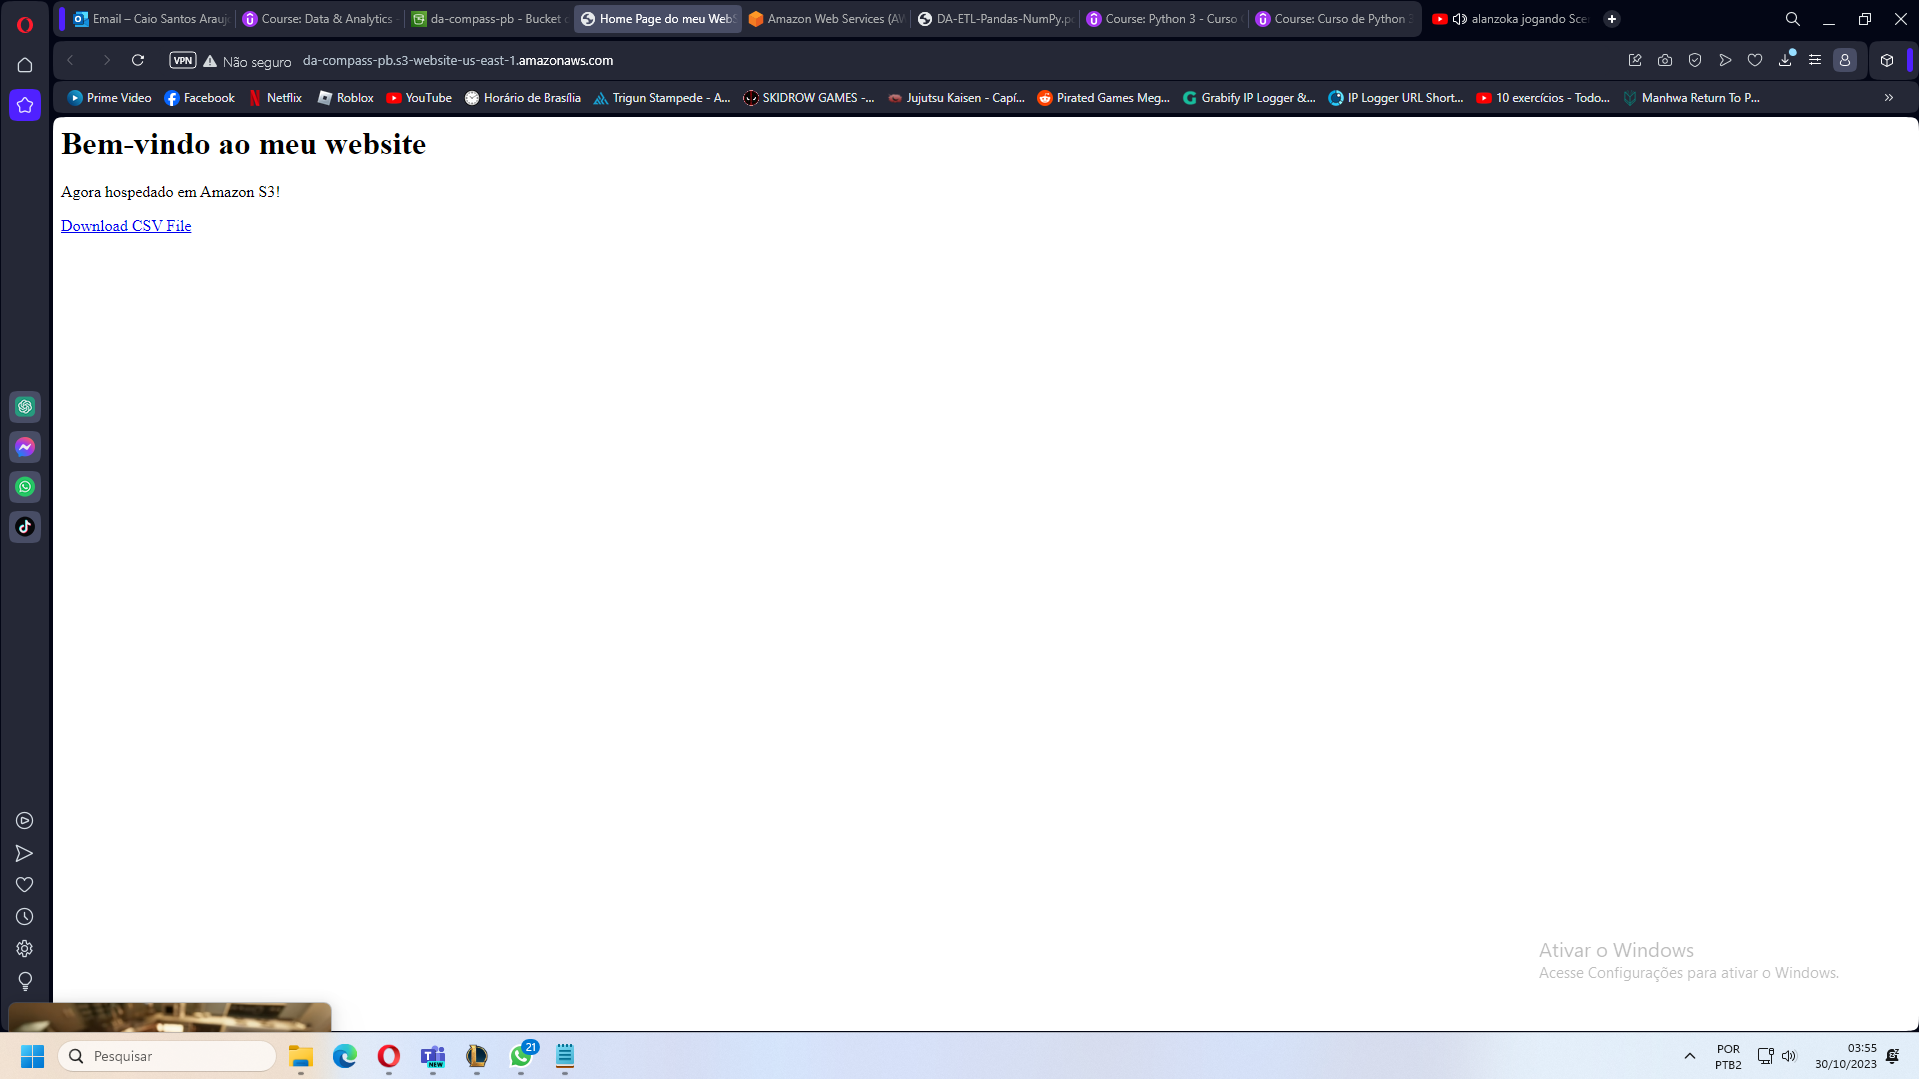 Email – Caio Santos Arauj
Course: Data & Analytics -
da-compass-pb - Bucket
Home Page do meu WebS
Amazon Web Services (AW
DA-ETL-Pandas-NumPy.p
Course: Python 3 - Curso
Course: Curso de Python 3
alanzoka jogando Sce
VPN
Não seguro
da-compass-pb.s3-website-us-east-1.amazonaws.com
Prime Video
Facebook
Netflix
Roblox
YouTube
Horário de Brasília
Trigun Stampede - A...
SKIDROW GAMES -...
Jujutsu Kaisen - Capí...
Pirated Games Meg...
Grabify IP Logger &...
IP Logger URL Short...
10 exercícios - Todo...
Manhwa Return To P...
Bem-vindo ao meu website
Agora hospedado em Amazon S3!
Download CSV File
Ativar o Windows
Acesse Configurações para ativar o Windows.
Pesquisar
NEW
21
POR
PTB2
03:55
30/10/2023